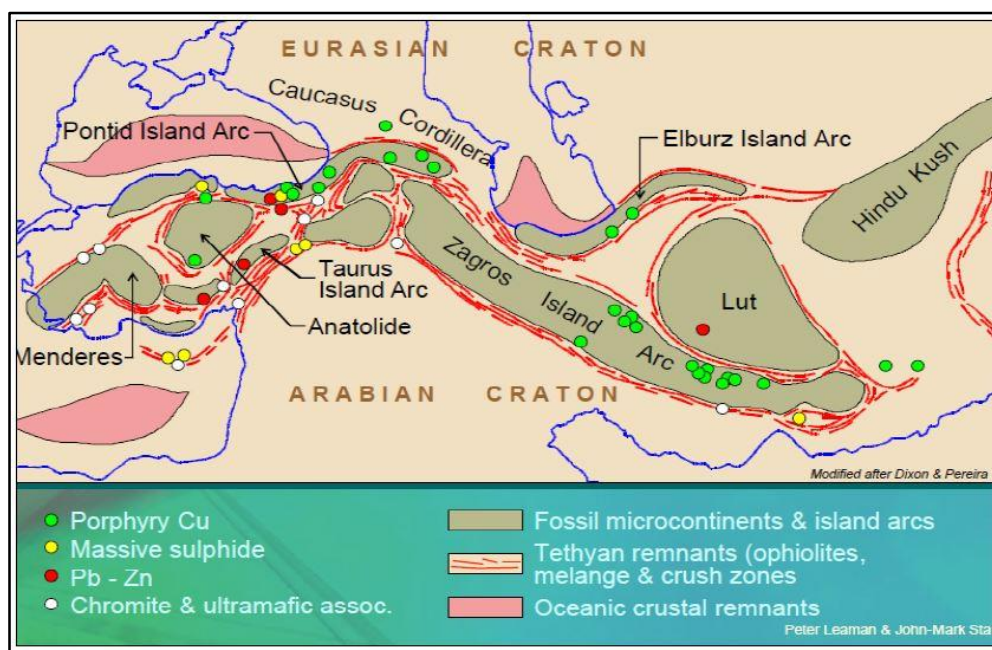 EURASIAN CRATON
Caucasus Cordillera
Pontid Island Arc
Elburz Island Arc
Hindu Kush
Zagros Island Arc
Taurus
Island Arc
Lut
Anatolide
Menderes
ARABIAN CRATON
Modified after Dixon & Pereira
Porphyry Cu
Massive sulphide
Pb - Zn
Chromite & ultramafic assoc.
Fossil microcontinents & island arcs
Tethyan remnants (ophiolites,
melange & crush zones
Oceanic crustal remnants
Peter Leaman & John-Mark Sta